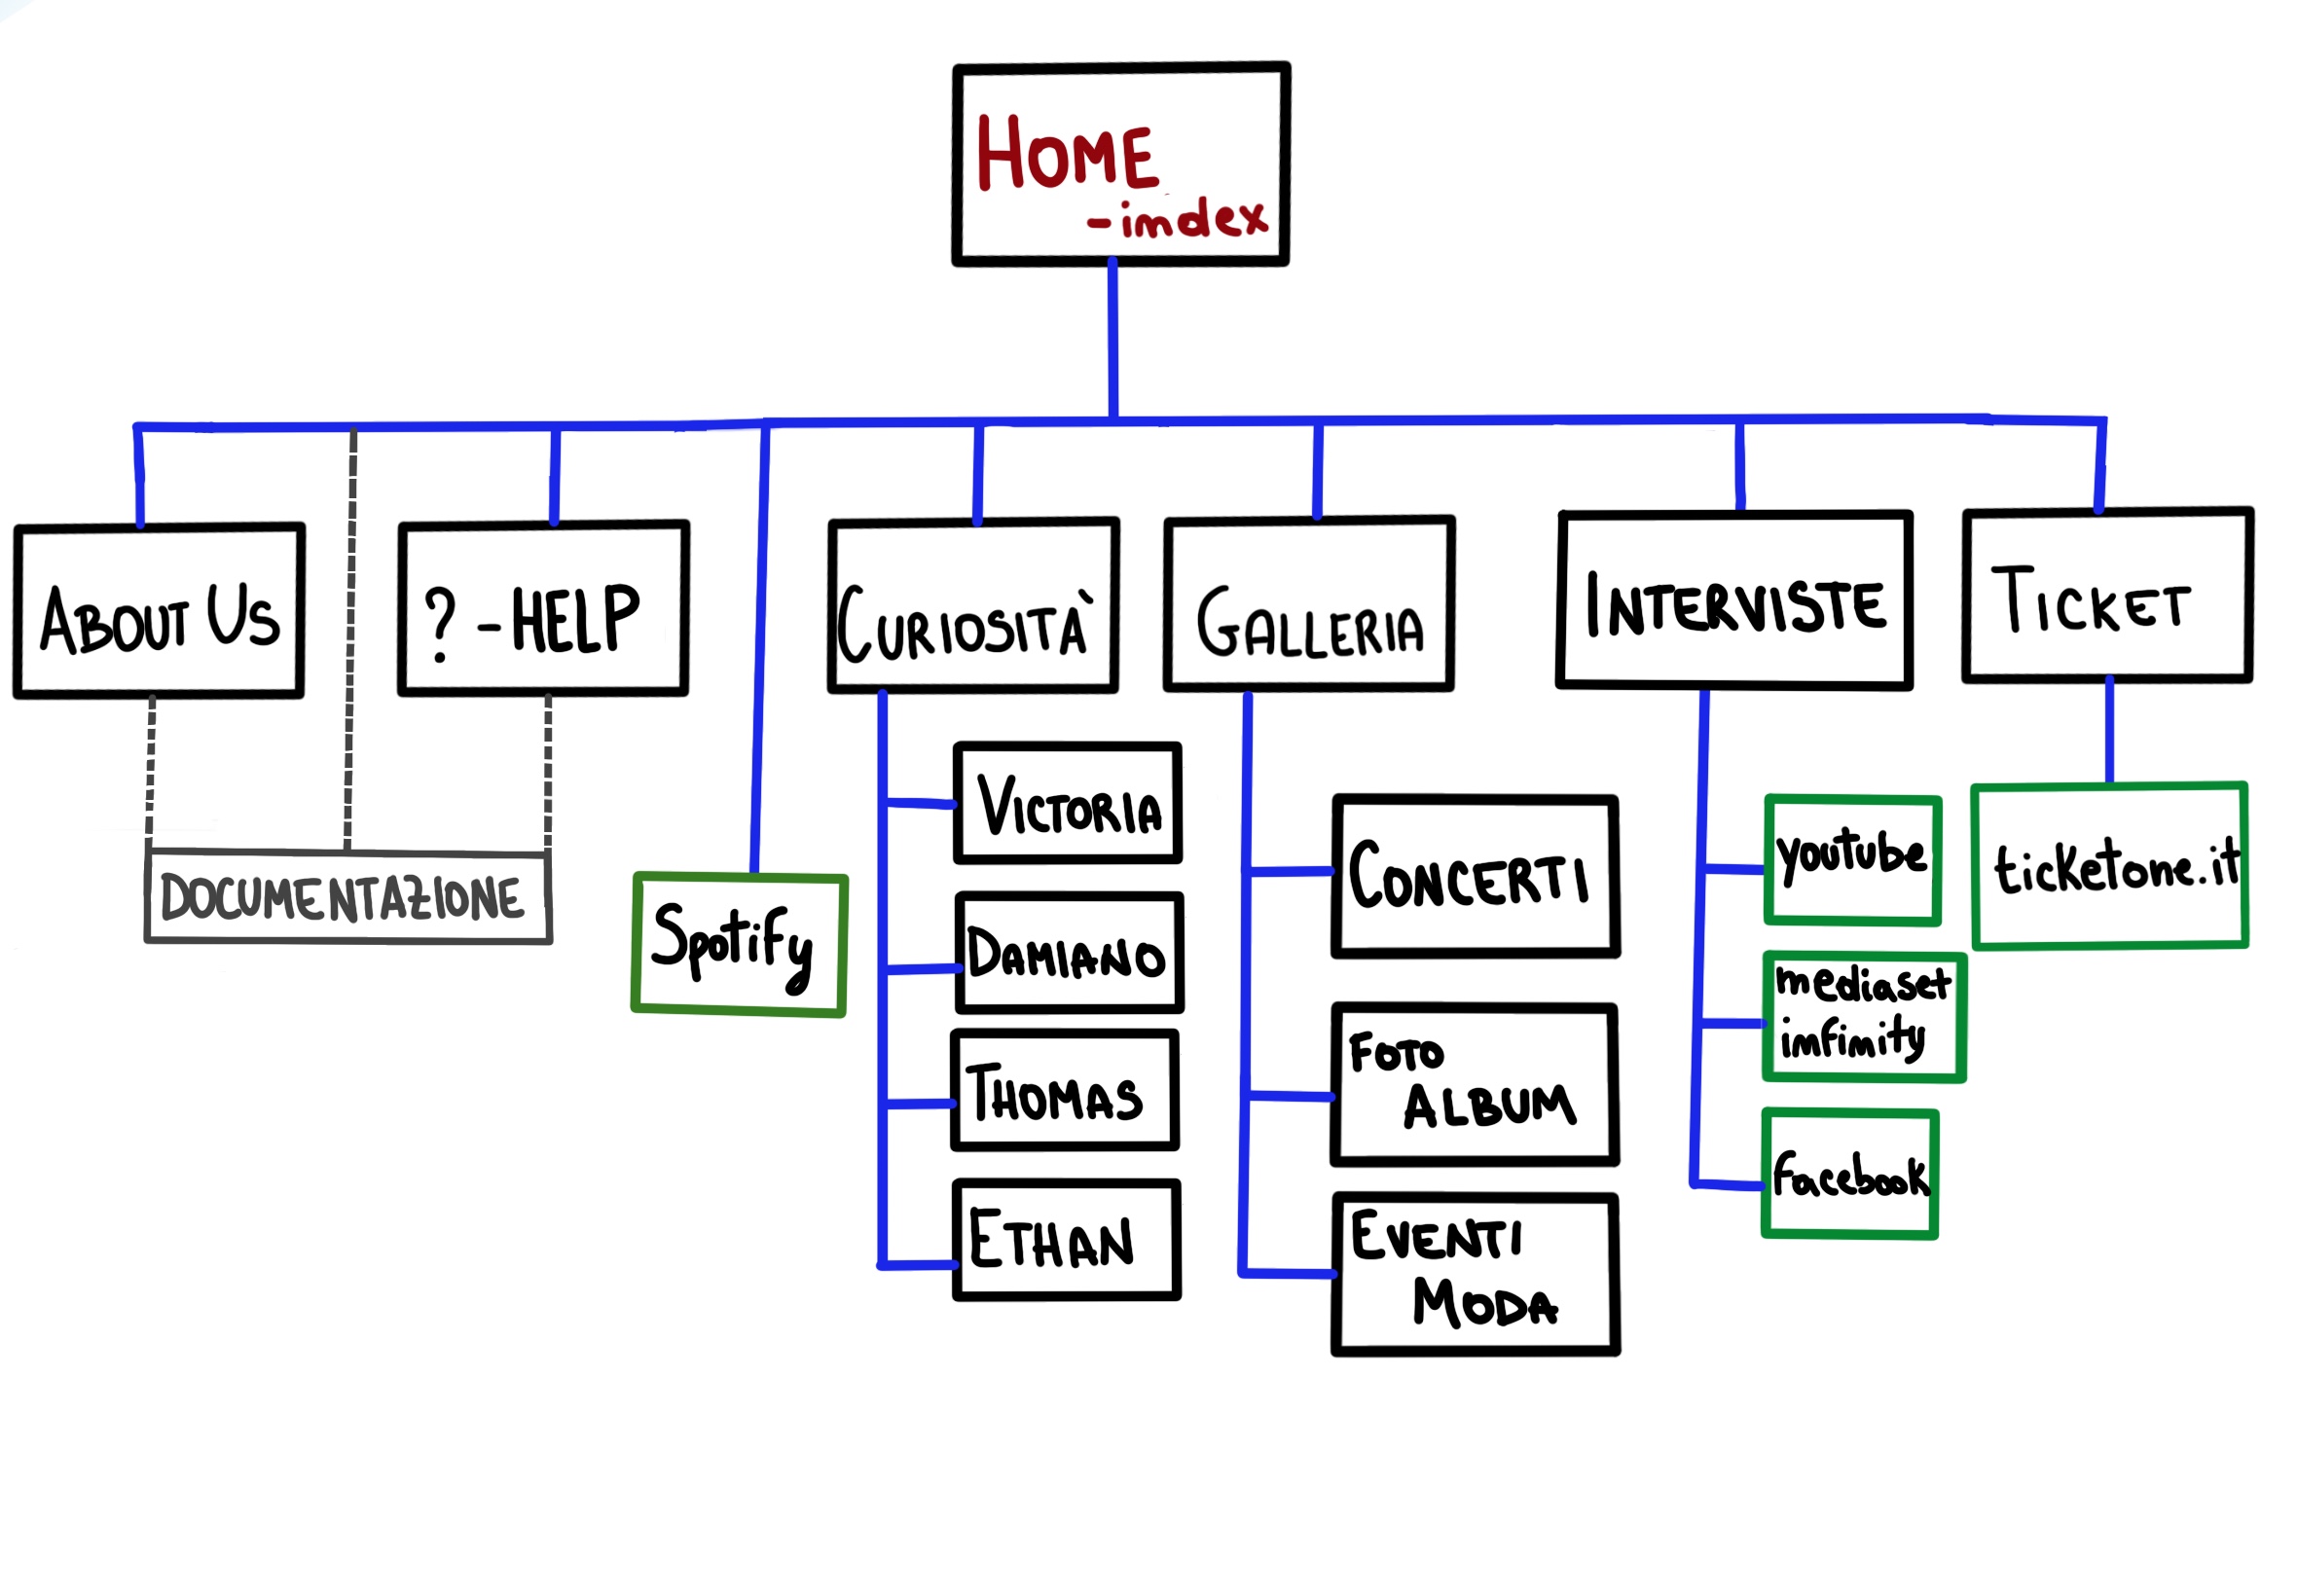 HOME
-index
ABOUT US
? - HELP
CURIOSITÀ
GALLERIA
INTERVISTE
TICKET
DOCUMENTAZIONE
Spotify
VICTORIA
DAMIANO
THOMAS
ETHAN
CONCERTI
FOTO
ALBUM
EVENTI
MODA
youtube
mediaset
infinity
facebook
ticketone.it